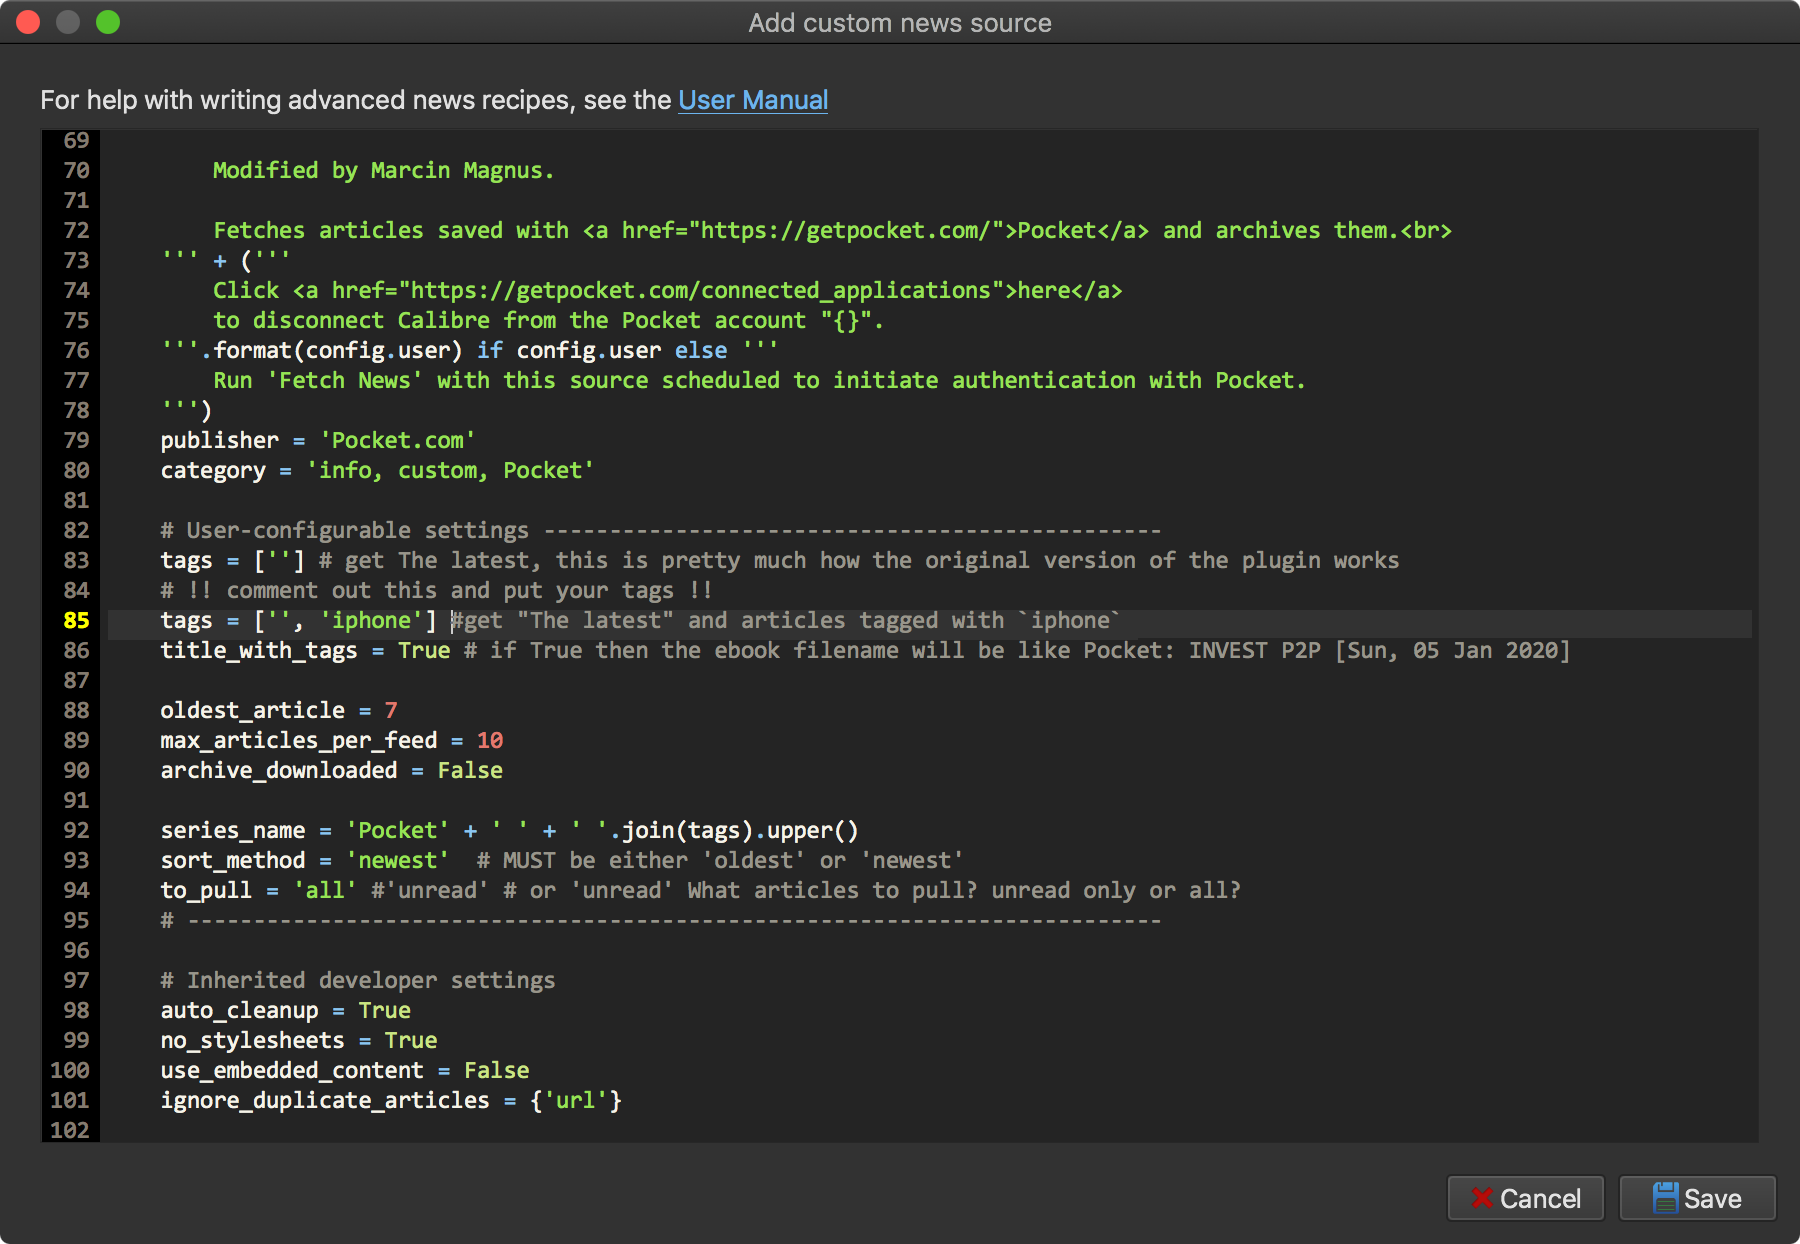 Add custom news source
For help with writing advanced news recipes, see the User Manual
69
70         Modified by Marcin Magnus.
71
72         Fetches articles saved with <a href="https://getpocket.com/">Pocket</a> and archives them.<br>
73     ''' + ('''
74         Click <a href="https://getpocket.com/connected_applications">here</a>
75         to disconnect Calibre from the Pocket account "{}".
76     '''.format(config.user) if config.user else '''
77         Run 'Fetch News' with this source scheduled to initiate authentication with Pocket.
78     ''')
79     publisher = 'Pocket.com'
80     category = 'info, custom, Pocket'
81
82     # User-configurable settings -----------------------------------------------
83     tags = [''] # get The latest, this is pretty much how the original version of the plugin works
84     # !! comment out this and put your tags !!
85     tags = ['', 'iphone'] #get "The latest" and articles tagged with `iphone`
86     title_with_tags = True # if True then the ebook filename will be like Pocket: INVEST P2P [Sun, 05 Jan 2020]
87
88     oldest_article = 7
89     max_articles_per_feed = 10
90     archive_downloaded = False
91
92     series_name = 'Pocket' + ' ' + ' '.join(tags).upper()
93     sort_method = 'newest'  # MUST be either 'oldest' or 'newest'
94     to_pull = 'all' #'unread' # or 'unread' What articles to pull? unread only or all?
95     # --------------------------------------------------------------------------
96
97     # Inherited developer settings
98     auto_cleanup = True
99     no_stylesheets = True
100     use_embedded_content = False
101     ignore_duplicate_articles = {'url'}
102
Cancel
Save